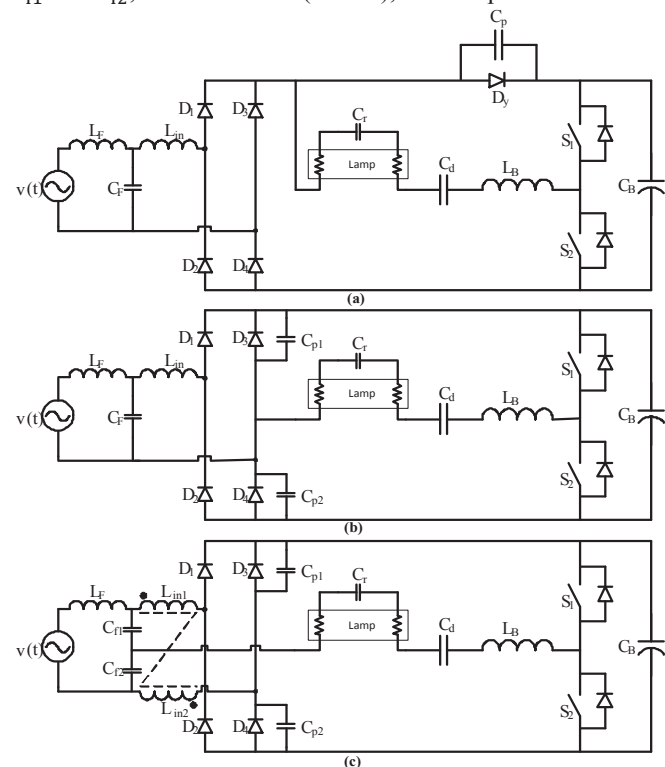 C_p
D_y
D_1 D_3
L_F L_in C_r S_1
Lamp
v(t) C_F C_d L_B C_B
S_2
D_2 D_4
(a)
D_1 D_3 C_p1
L_F L_in C_r S_1
Lamp
v(t) C_F C_d L_B C_B
S_2
D_2 D_4 C_p2
(b)
D_1 D_3 C_p1
L_F L_in1 C_r S_1
Lamp
C_f1 C_d L_B C_B
v(t) C_f2
L_in2 S_2
D_2 D_4 C_p2
(c)